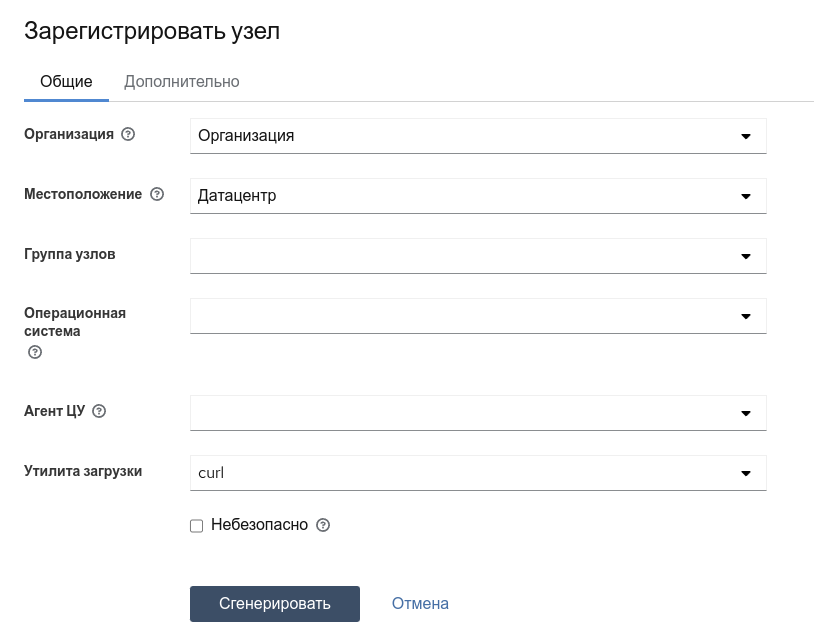 Зарегистрировать узел
Общие Дополнительно
Организация Организация
Местоположение Датацентр
Группа узлов
Операционная
система
Агент ЦУ
Утилита загрузки curl
Небезопасно
Сгенерировать Отмена